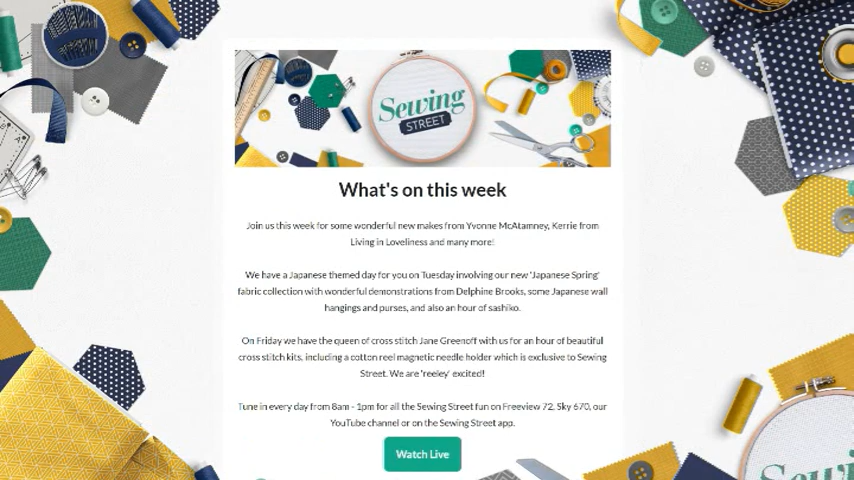 Sewing
STREET
What's on this week
Join us this week for some wonderful new makes from Yvonne McAtamney, Kerrie from
Living in Loveliness and many more!
We have a Japanese themed day for you on Tuesday involving our new 'Japanese Spring'
fabric collection with wonderful demonstrations from Delphine Brooks, some Japanese wall
hangings and purses, and also an hour of sashiko.
On Friday we have the queen of cross stitch Jane Greenoff with us for an hour of beautiful
cross stitch kits, including a cotton reel magnetic needle holder which is exclusive to Sewing
Street. We are 'reeley' excited!
Tune in every day from 8am - 1pm for all the Sewing Street fun on Freeview 72, Sky 670, our
YouTube channel or on the Sewing Street app.
Watch Live